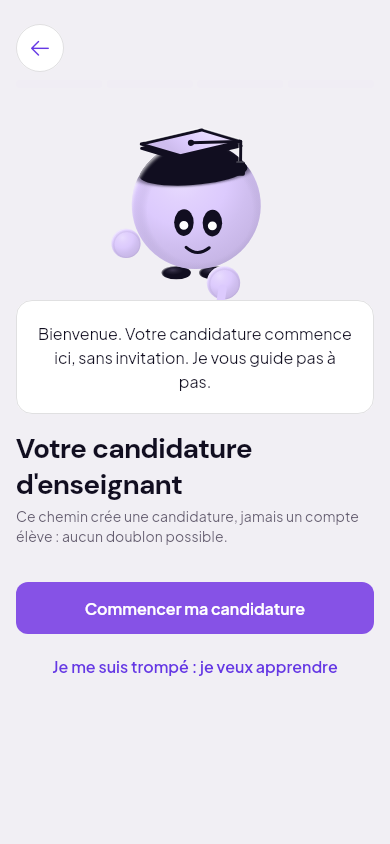 Bienvenue. Votre candidature commence
ici, sans invitation. Je vous guide pas à
pas.
Votre candidature
d'enseignant
Ce chemin crée une candidature, jamais un compte
élève : aucun doublon possible.
Commencer ma candidature
Je me suis trompé : je veux apprendre